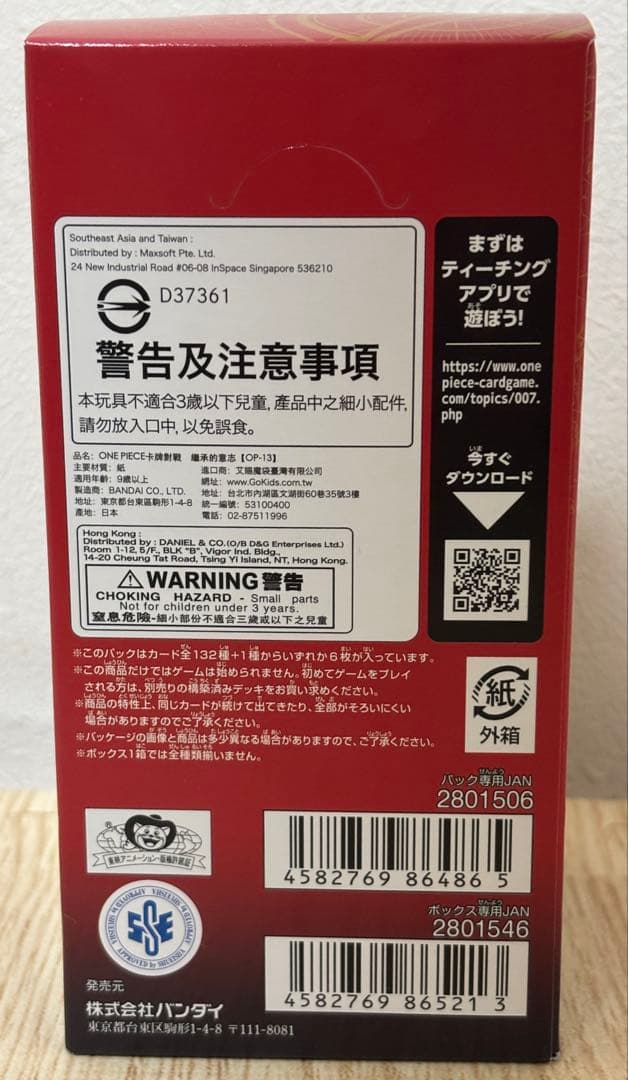 Southeast Asia and Taiwan :
Distributed by : Maxsoft Pte. Ltd.
24 New Industrial Road #06-08 InSpace Singapore 536210
D37361
警告及注意事項
本玩具不適合3歲以下兒童, 產品中之細小配件,
請勿放入口中, 以免誤食。
品名: ONE PIECE卡牌對戰 繼承的意志【OP-13】
主要材質: 紙
適用年齡: 9歲以上
製造商: BANDAI CO., LTD.
地址: 東京都台東區駒形1-4-8
產地: 日本
進口商: 艾賜魔袋臺灣有限公司
網址: www.GoKids.com.tw
地址: 台北市內湖區文湖街60巷35號3樓
統一編號: 53100400
電話: 02-87511996
Hong Kong :
Distributed by : DANIEL & CO.(O/B D&G Enterprises Ltd.)
Room 1-12, 5/F., BLK "B", Vigor Ind. Bldg.,
14-20 Cheung Tat Road, Tsing Yi Island, NT, Hong Kong.
WARNING 警告
CHOKING HAZARD - Small parts
Not for children under 3 years.
窒息危險-細小部份不適合三歲或以下之兒童
まずは
ティーチング
アプリで
遊ぼう!
https://www.one
piece-cardgame.
com/topics/007.
php
今すぐ
ダウンロード
※このパックはカード全132種+1種からいずれか6枚が入っています。
※この商品だけではゲームは始められません。初めてゲームをプレイ
される方は、別売りの構築済みデッキをお買い求めください。
※商品の特性上、同じカードが続けて出てきたり、全部がそろいにくい
場合がありますのでご了承ください。
※パッケージの画像と商品は多少異なる場合がありますので、ご了承ください。
※ボックス1箱では全種類揃いません。
紙
外箱
パック専用JAN
2801506
4582769 86486 5
ボックス専用JAN
2801546
4582769 86521 3
東映アニメーション・版権許諾証
APPROVED by SHUEISHA
発売元
株式会社バンダイ
東京都台東区駒形1-4-8 〒111-8081